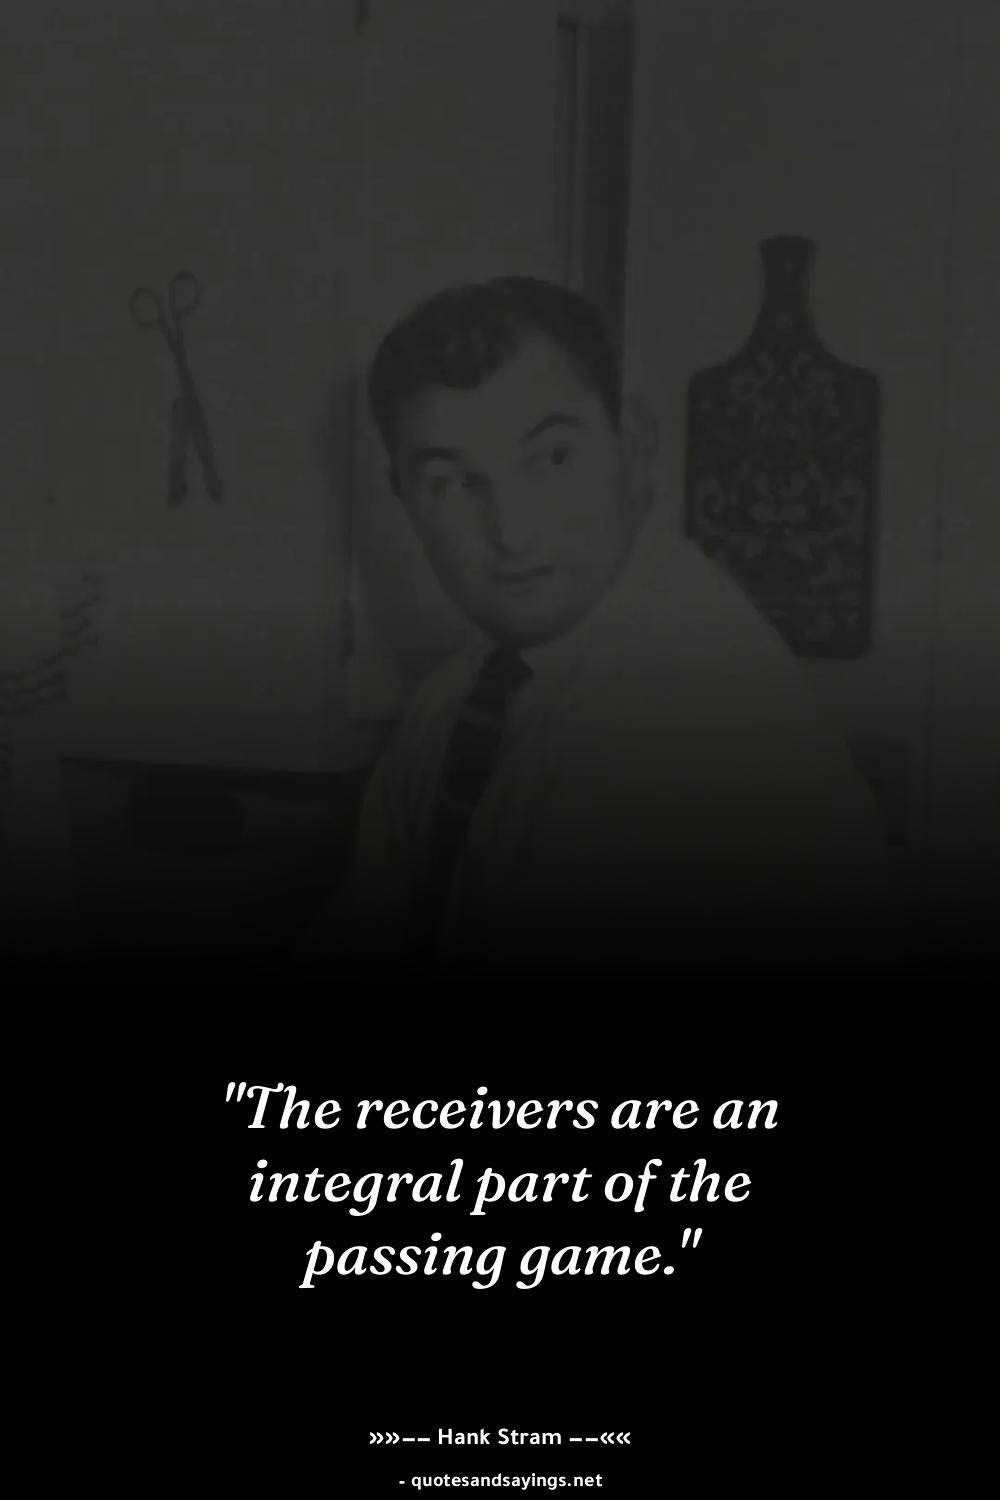 "The receivers are an
integral part of the
passing game."
»»-- Hank Stram --««
- quotesandsayings.net